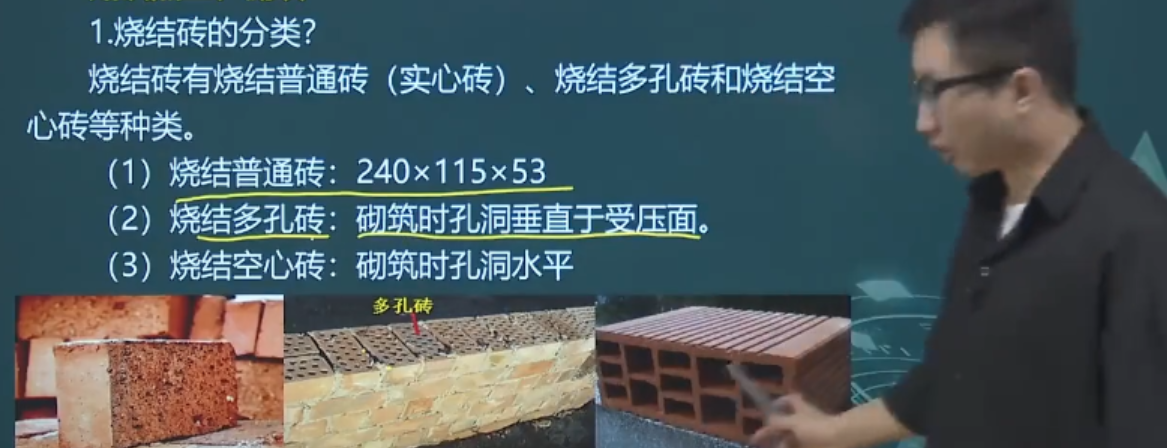 1.烧结砖的分类？
烧结砖有烧结普通砖（实心砖）、烧结多孔砖和烧结空
心砖等种类。
（1）烧结普通砖：240×115×53
（2）烧结多孔砖：砌筑时孔洞垂直于受压面。
（3）烧结空心砖：砌筑时孔洞水平
多孔砖